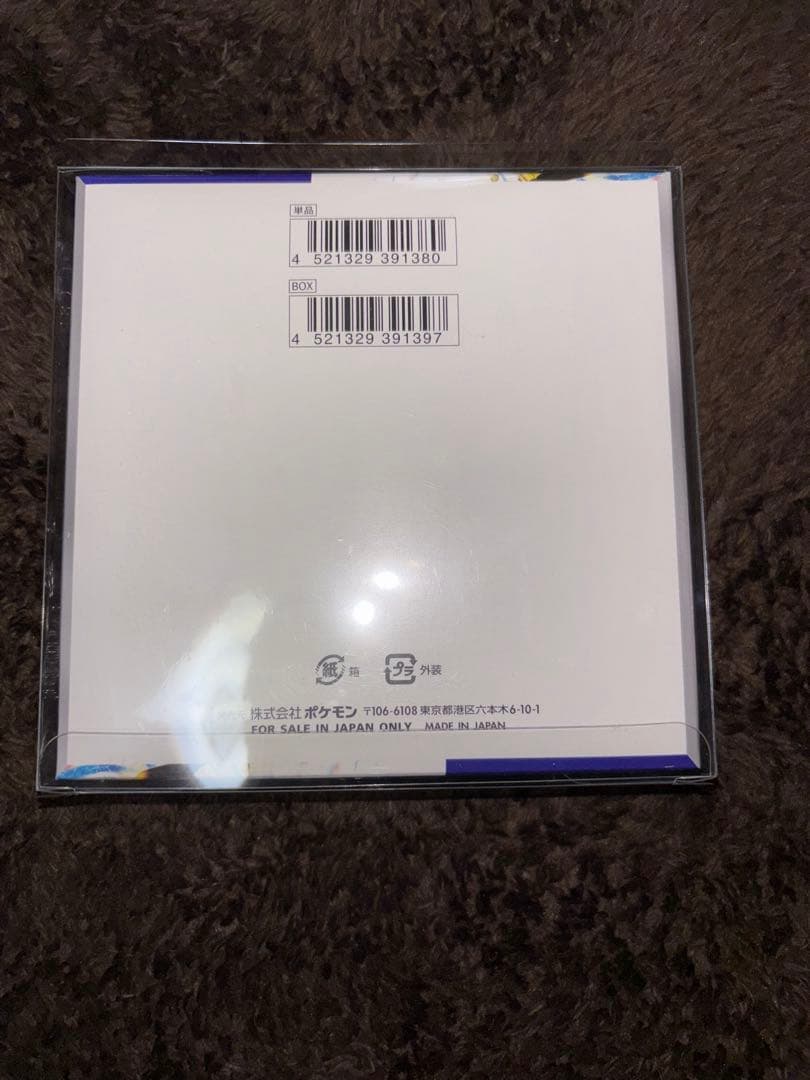 単品
4 521329 391380
BOX
4 521329 391397
紙 箱 プラ 外装
株式会社 ポケモン 〒106-6108 東京都港区六本木6-10-1
FOR SALE IN JAPAN ONLY MADE IN JAPAN